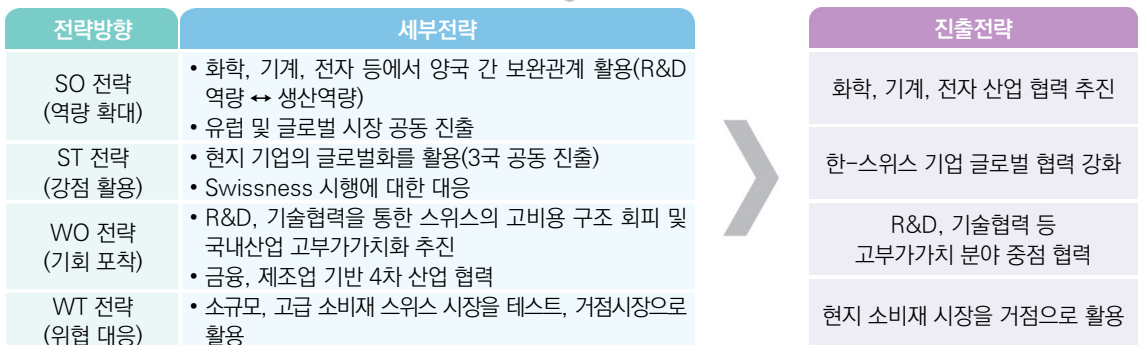 전략방향
세부전략
진출전략
SO 전략
(역량 확대)
• 화학, 기계, 전자 등에서 양국 간 보완관계 활용(R&D
역량 ↔ 생산역량)
• 유럽 및 글로벌 시장 공동 진출
화학, 기계, 전자 산업 협력 추진
ST 전략
(강점 활용)
• 현지 기업의 글로벌화를 활용(3국 공동 진출)
• Swissness 시행에 대한 대응
한-스위스 기업 글로벌 협력 강화
WO 전략
(기회 포착)
• R&D, 기술협력을 통한 스위스의 고비용 구조 회피 및
국내산업 고부가가치화 추진
• 금융, 제조업 기반 4차 산업 협력
R&D, 기술협력 등
고부가가치 분야 중점 협력
WT 전략
(위협 대응)
• 소규모, 고급 소비재 스위스 시장을 테스트, 거점시장으로
활용
현지 소비재 시장을 거점으로 활용